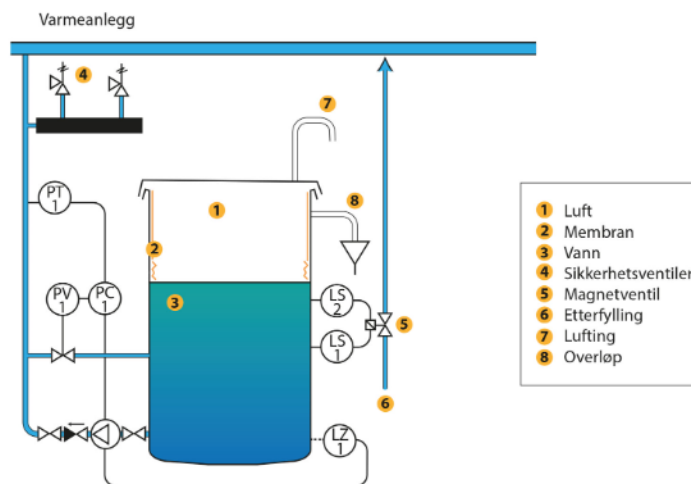 Varmeanlegg
4
7
PT
1
1
8
2
PV
1
PC
1
3
LS
2
LS
1
5
6
LZ
1
1 Luft
2 Membran
3 Vann
4 Sikkerhetsventiler
5 Magnetventil
6 Etterfylling
7 Lufting
8 Overløp